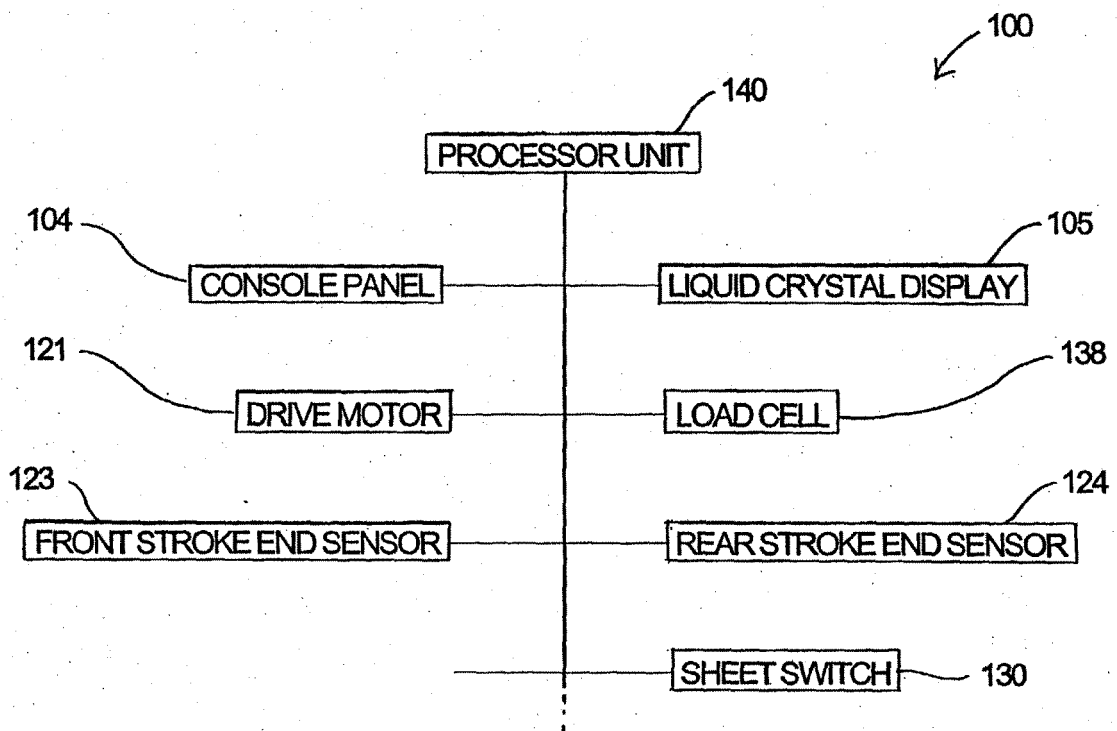 100
140
PROCESSOR UNIT
104
105
CONSOLE PANEL
LIQUID CRYSTAL DISPLAY
121
138
DRIVE MOTOR
LOAD CELL
123
124
FRONT STROKE END SENSOR
REAR STROKE END SENSOR
SHEET SWITCH
130